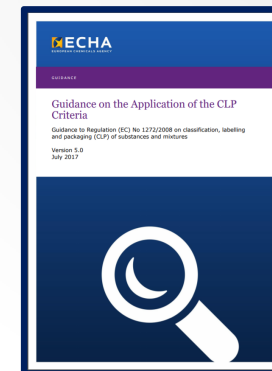 ECHA
EUROPEAN CHEMICALS AGENCY
GUIDANCE
Guidance on the Application of the CLP
Criteria
Guidance to Regulation (EC) No 1272/2008 on classification, labelling
and packaging (CLP) of substances and mixtures
Version 5.0
July 2017